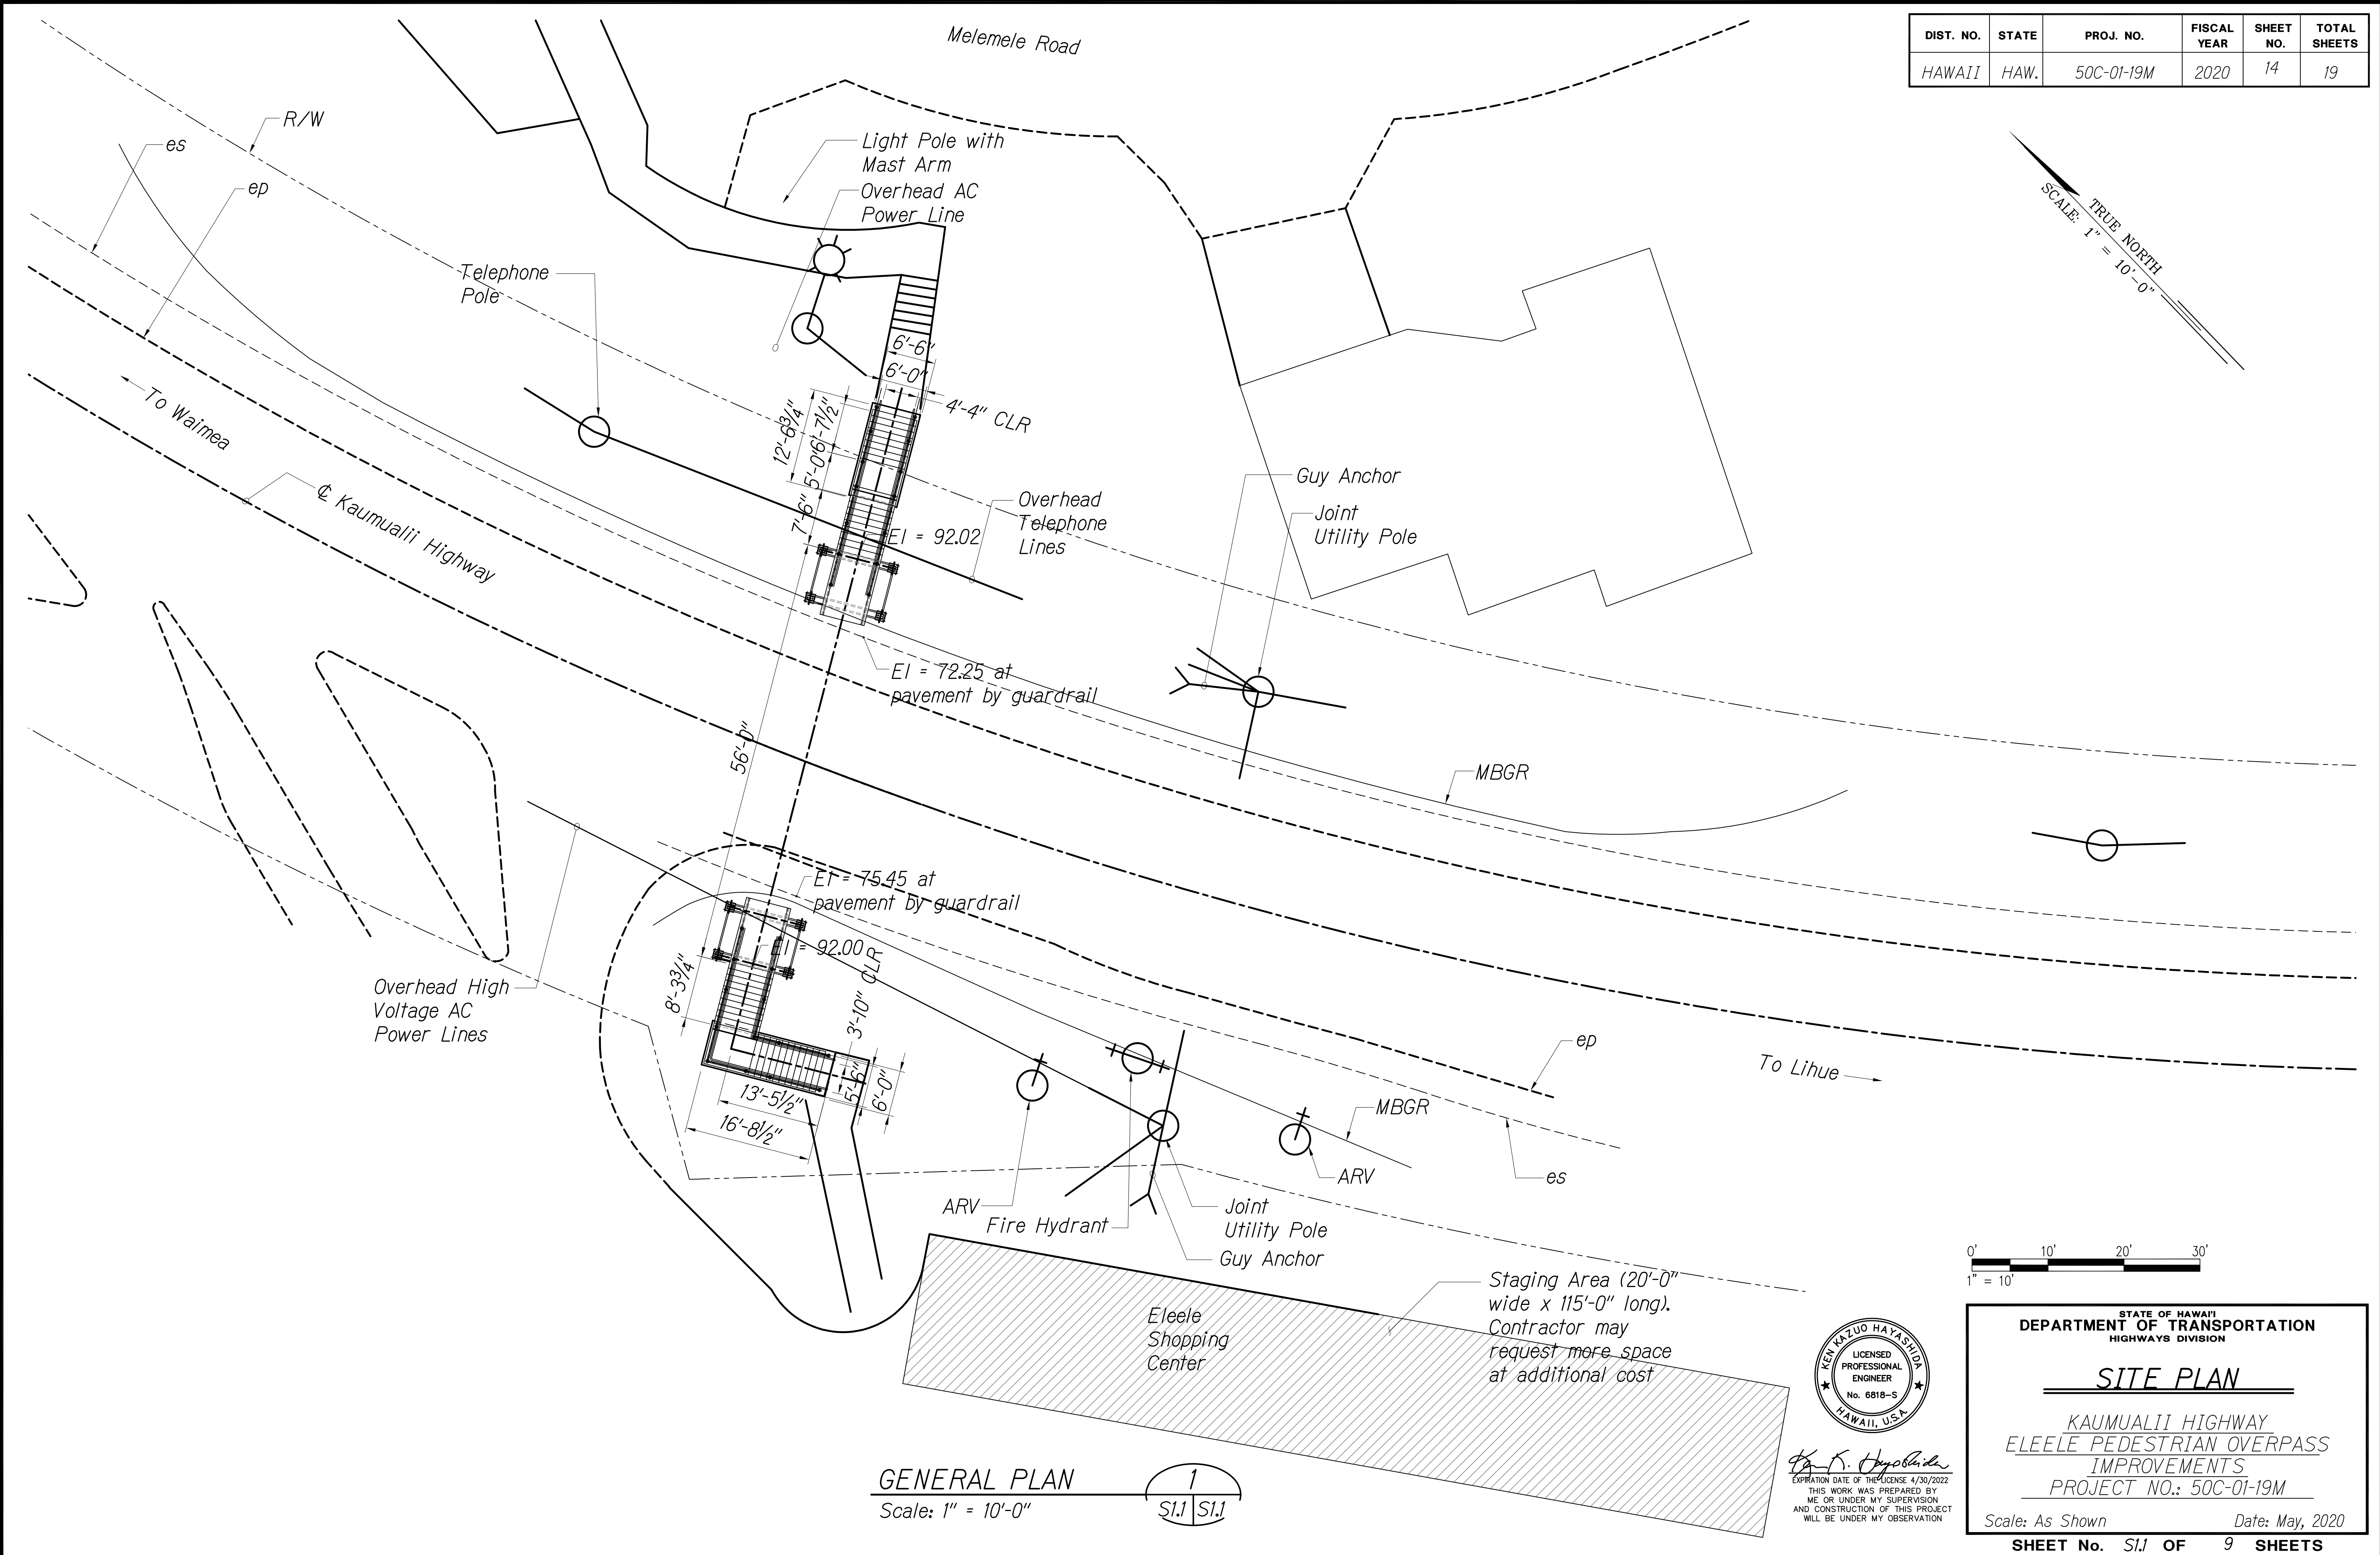 Melemele Road
DIST. NO. STATE PROJ. NO. FISCAL YEAR SHEET NO. TOTAL SHEETS
HAWAII HAW. 50C-01-19M 2020 14 19
R/W
es
ep
Light Pole with
Mast Arm
Overhead AC
Power Line
TRUE NORTH
SCALE: 1" = 10'-0"
Telephone
Pole
6'-6"
6'-0"
4'-4" CLR
12'-6¾"
6'-7½"
5'-0"
7'-6"
To Waimea
℄ Kaumualii Highway
Overhead
Telephone
Lines
Guy Anchor
Joint
Utility Pole
El = 92.02
El = 72.25 at
pavement by guardrail
56'-0"
MBGR
El = 75.45 at
pavement by guardrail
El = 92.00
8'-3¾"
3'-10" CLR
Overhead High
Voltage AC
Power Lines
13'-5½"
16'-8½"
5'-6"
6'-0"
ep
To Lihue
MBGR
ARV
es
ARV
Fire Hydrant
Joint
Utility Pole
Guy Anchor
Eleele
Shopping
Center
Staging Area (20'-0"
wide x 115'-0" long).
Contractor may
request more space
at additional cost
0' 10' 20' 30'
1" = 10'
KEN KAZUO HAYASHIDA
LICENSED
PROFESSIONAL
ENGINEER
No. 6818-S
HAWAII, U.S.A.
Ken K. Hayashida
EXPIRATION DATE OF THE LICENSE 4/30/2022
THIS WORK WAS PREPARED BY
ME OR UNDER MY SUPERVISION
AND CONSTRUCTION OF THIS PROJECT
WILL BE UNDER MY OBSERVATION
GENERAL PLAN
Scale: 1" = 10'-0"
1
S1.1 S1.1
STATE OF HAWAI'I
DEPARTMENT OF TRANSPORTATION
HIGHWAYS DIVISION
SITE PLAN
KAUMUALII HIGHWAY
ELEELE PEDESTRIAN OVERPASS
IMPROVEMENTS
PROJECT NO.: 50C-01-19M
Scale: As Shown Date: May, 2020
SHEET No. S1.1 OF 9 SHEETS